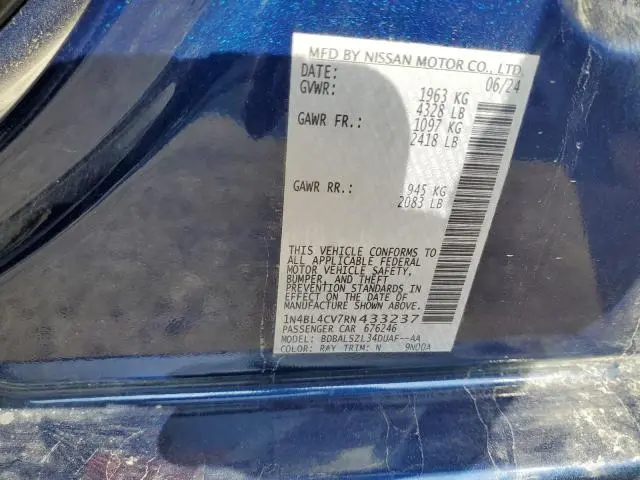 MFD BY NISSAN MOTOR CO., LTD.
DATE: 06/24
GVWR: 1963 KG
4328 LB
GAWR FR.: 1097 KG
2418 LB
GAWR RR.: 945 KG
2083 LB
THIS VEHICLE CONFORMS TO
ALL APPLICABLE FEDERAL
MOTOR VEHICLE SAFETY,
BUMPER, AND THEFT
PREVENTION STANDARDS IN
EFFECT ON THE DATE OF
MANUFACTURE SHOWN ABOVE.
1N4BL4CV7RN433237
PASSENGER CAR 676246
MODEL: BDBALSZL34DUAF--AA
COLOR: RAY TRIM: N 9N00A